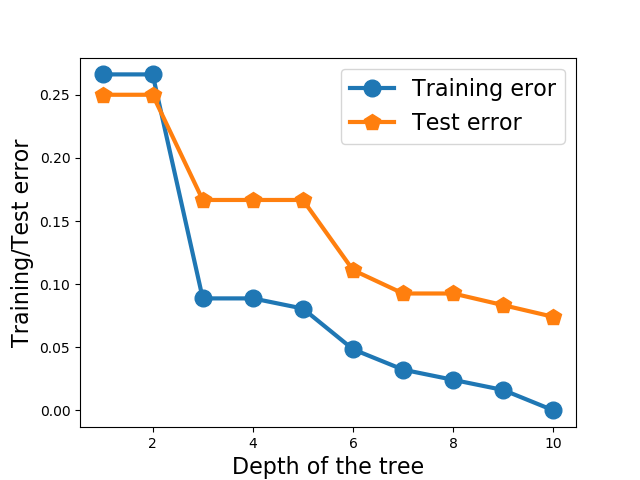 Training eror
Test error
Training/Test error
0.25
0.20
0.15
0.10
0.05
0.00
2
4
6
8
10
Depth of the tree